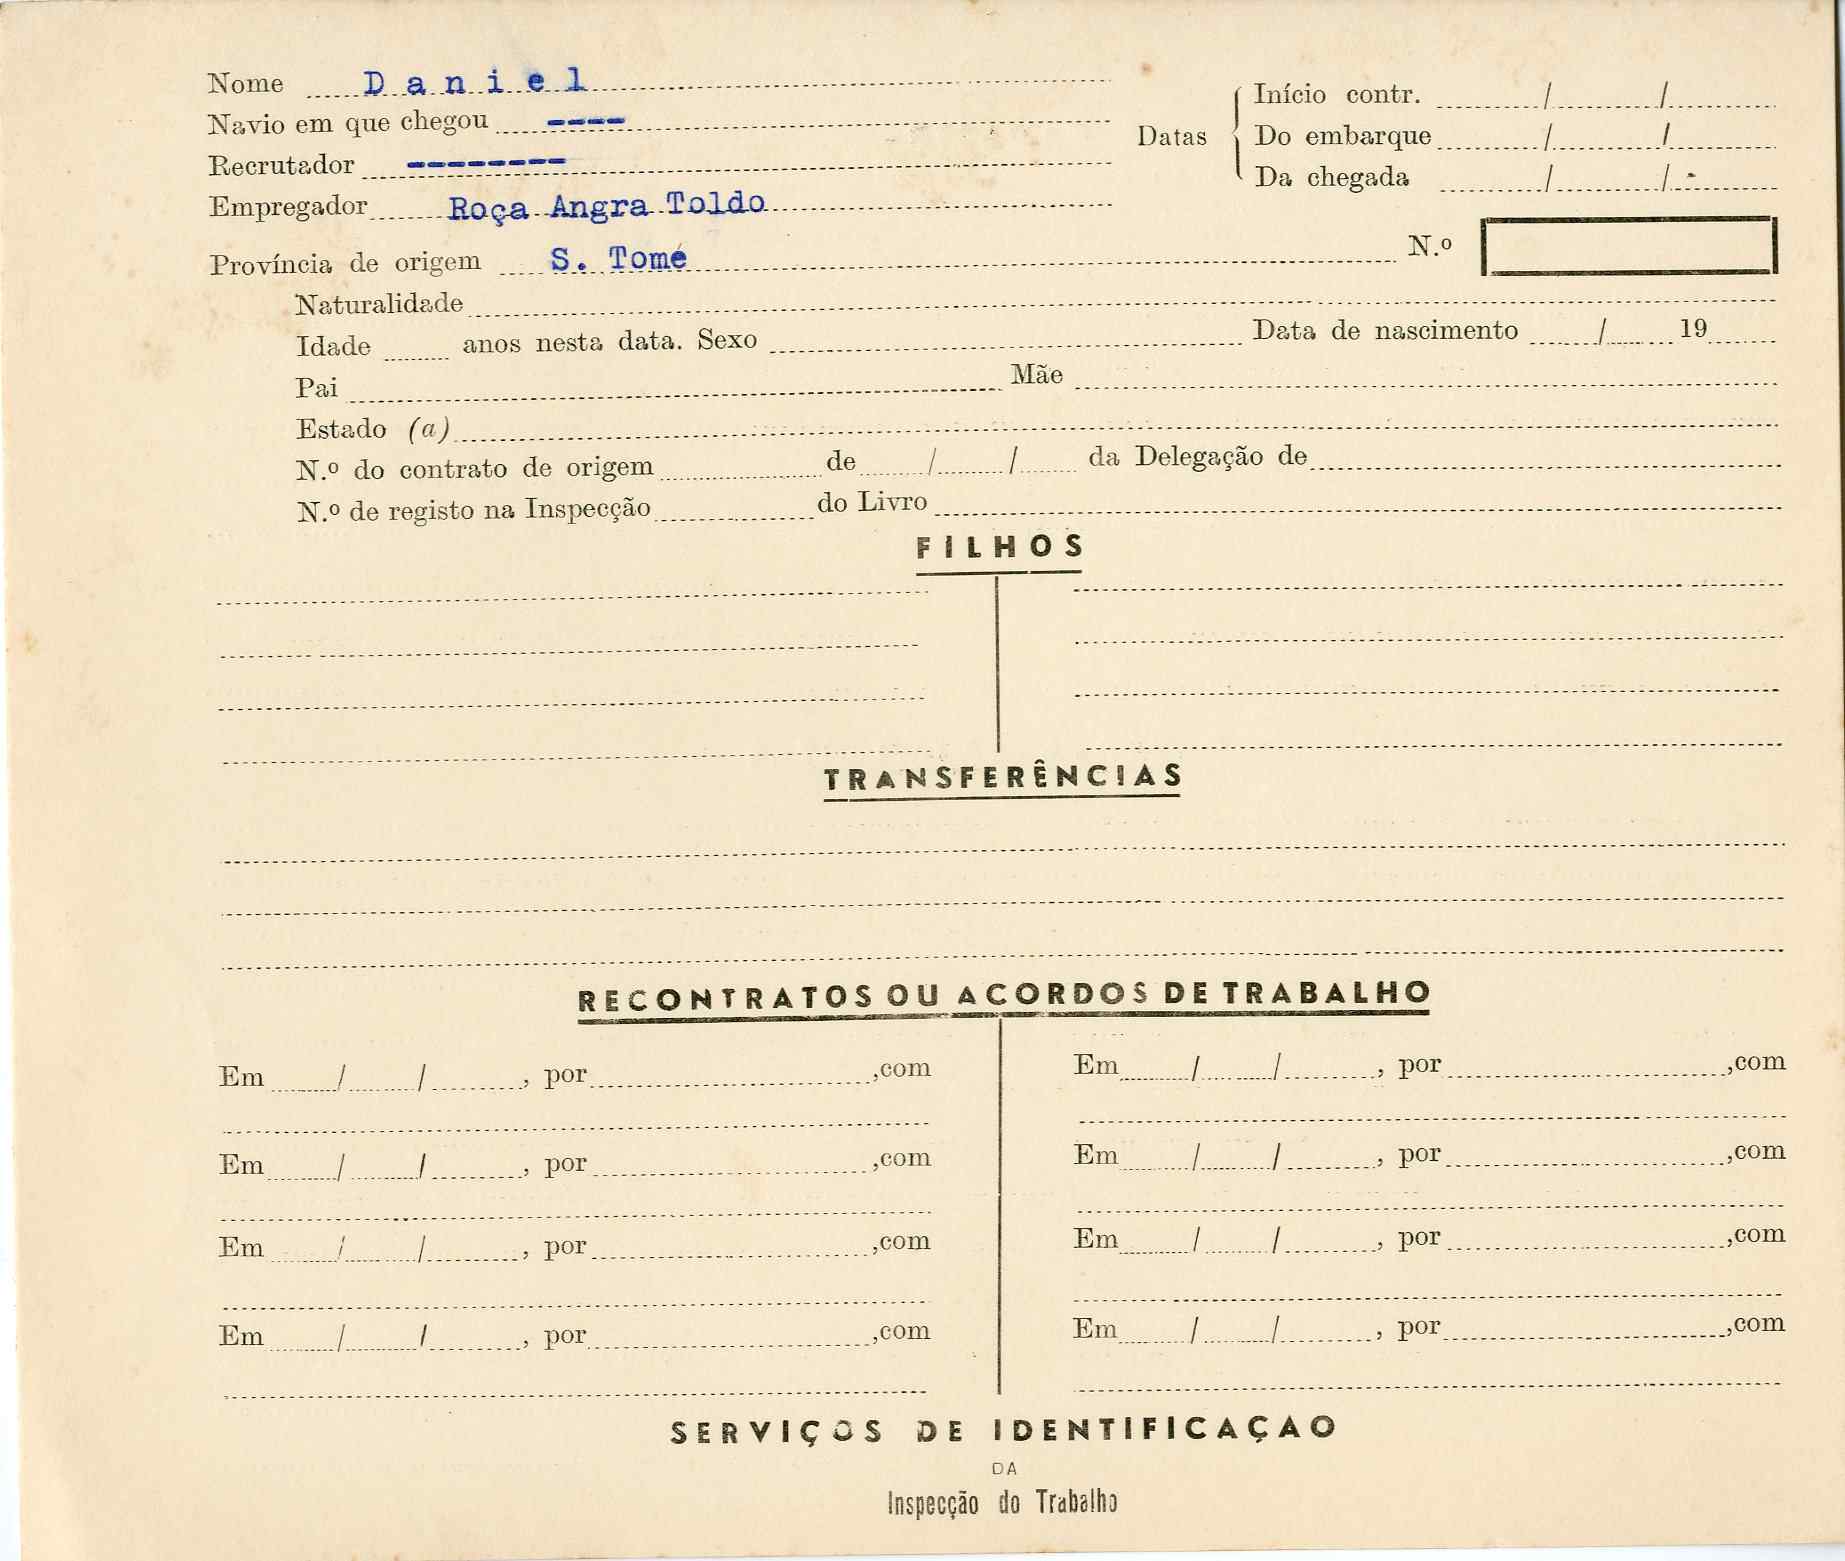 Nome D a n i e l
Navio em que chegou ----
Recrutador --------
Empregador Roça Angra Toldo
Datas
Início contr. / /
Do embarque / /
Da chegada / / -
Província de origem S. Tomé N.º
Naturalidade
Idade anos nesta data. Sexo Data de nascimento / 19
Pai Mãe
Estado (a)
N.º do contrato de origem de / / da Delegação de
N.º de registo na Inspecção do Livro
FILHOS
TRANSFERÊNCIAS
RECONTRATOS OU ACORDOS DE TRABALHO
Em / / , por ,com Em / / , por ,com
Em / / , por ,com Em / / , por ,com
Em / / , por ,com Em / / , por ,com
Em / / , por ,com Em / / , por ,com
SERVIÇOS DE IDENTIFICAÇAO
DA
Inspecção do Trabalho